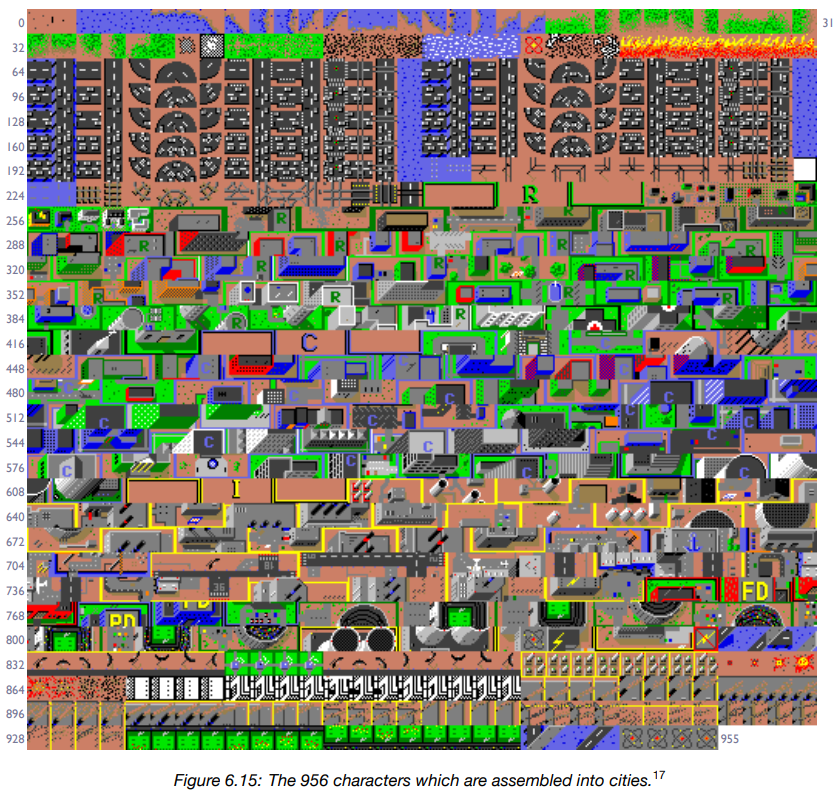 0 31
32
64
96
128
160
192
224 R
256 R
288 R R R
320 R R R R
352 R R R
384 R R C
416 C
448 C
480 C C C
512 C C C
544 C C C C
576 C C C C
608 I
640
672
704
736 FD
768 PD
800
832
864
896
928 955
Figure 6.15: The 956 characters which are assembled into cities.17